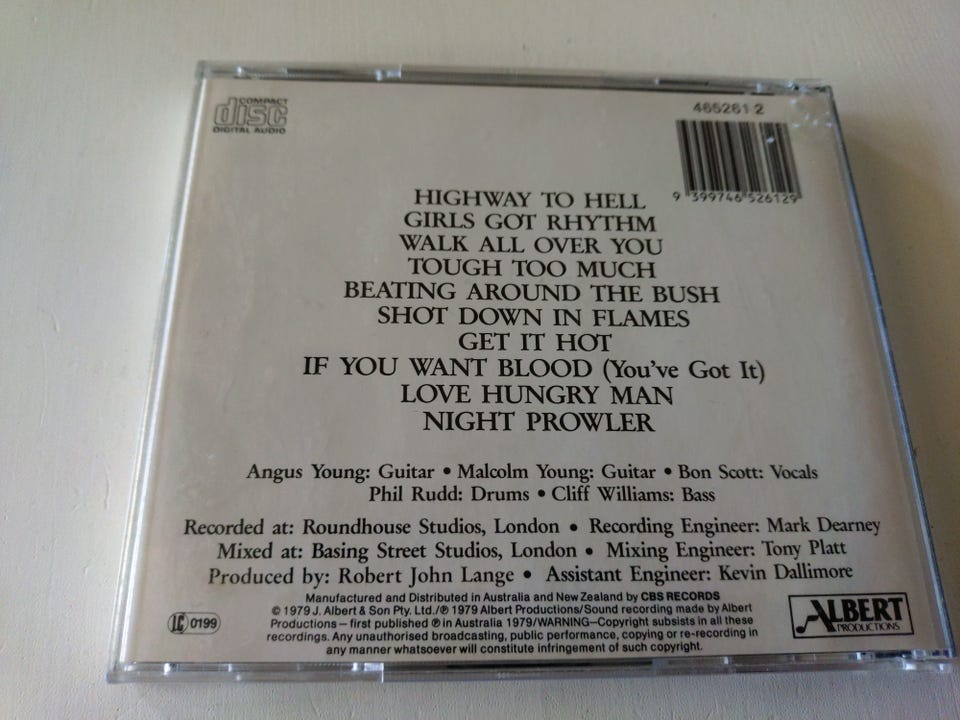 COMPACT
disc
DIGITAL AUDIO
465261 2
9 399746 526129
HIGHWAY TO HELL
GIRLS GOT RHYTHM
WALK ALL OVER YOU
TOUGH TOO MUCH
BEATING AROUND THE BUSH
SHOT DOWN IN FLAMES
GET IT HOT
IF YOU WANT BLOOD (You've Got It)
LOVE HUNGRY MAN
NIGHT PROWLER
Angus Young: Guitar • Malcolm Young: Guitar • Bon Scott: Vocals
Phil Rudd: Drums • Cliff Williams: Bass
Recorded at: Roundhouse Studios, London • Recording Engineer: Mark Dearney
Mixed at: Basing Street Studios, London • Mixing Engineer: Tony Platt
Produced by: Robert John Lange • Assistant Engineer: Kevin Dallimore
Manufactured and Distributed in Australia and New Zealand by CBS RECORDS
© 1979 J. Albert & Son Pty. Ltd./℗ 1979 Albert Productions/Sound recording made by Albert
Productions — first published ℗ in Australia 1979/WARNING—Copyright subsists in all these
recordings. Any unauthorised broadcasting, public performance, copying or re-recording in
any manner whatsoever will constitute infringement of such copyright.
LC 0199
ALBERT
PRODUCTIONS